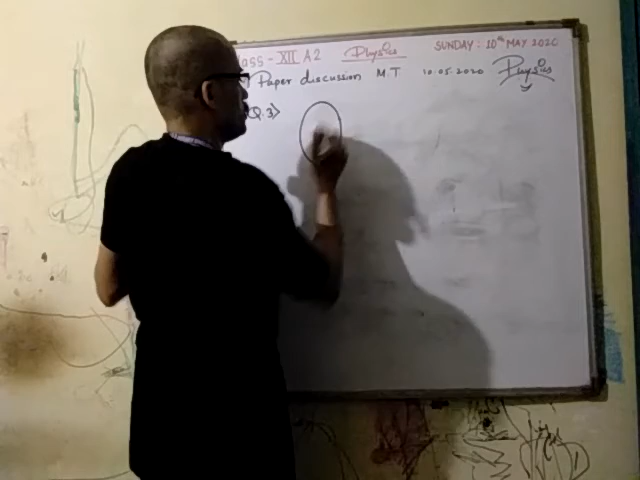 ass - XII A2 Physics SUNDAY: 10th MAY 2020
Paper discussion M.T 10.05.2020 Physics
Q.3>